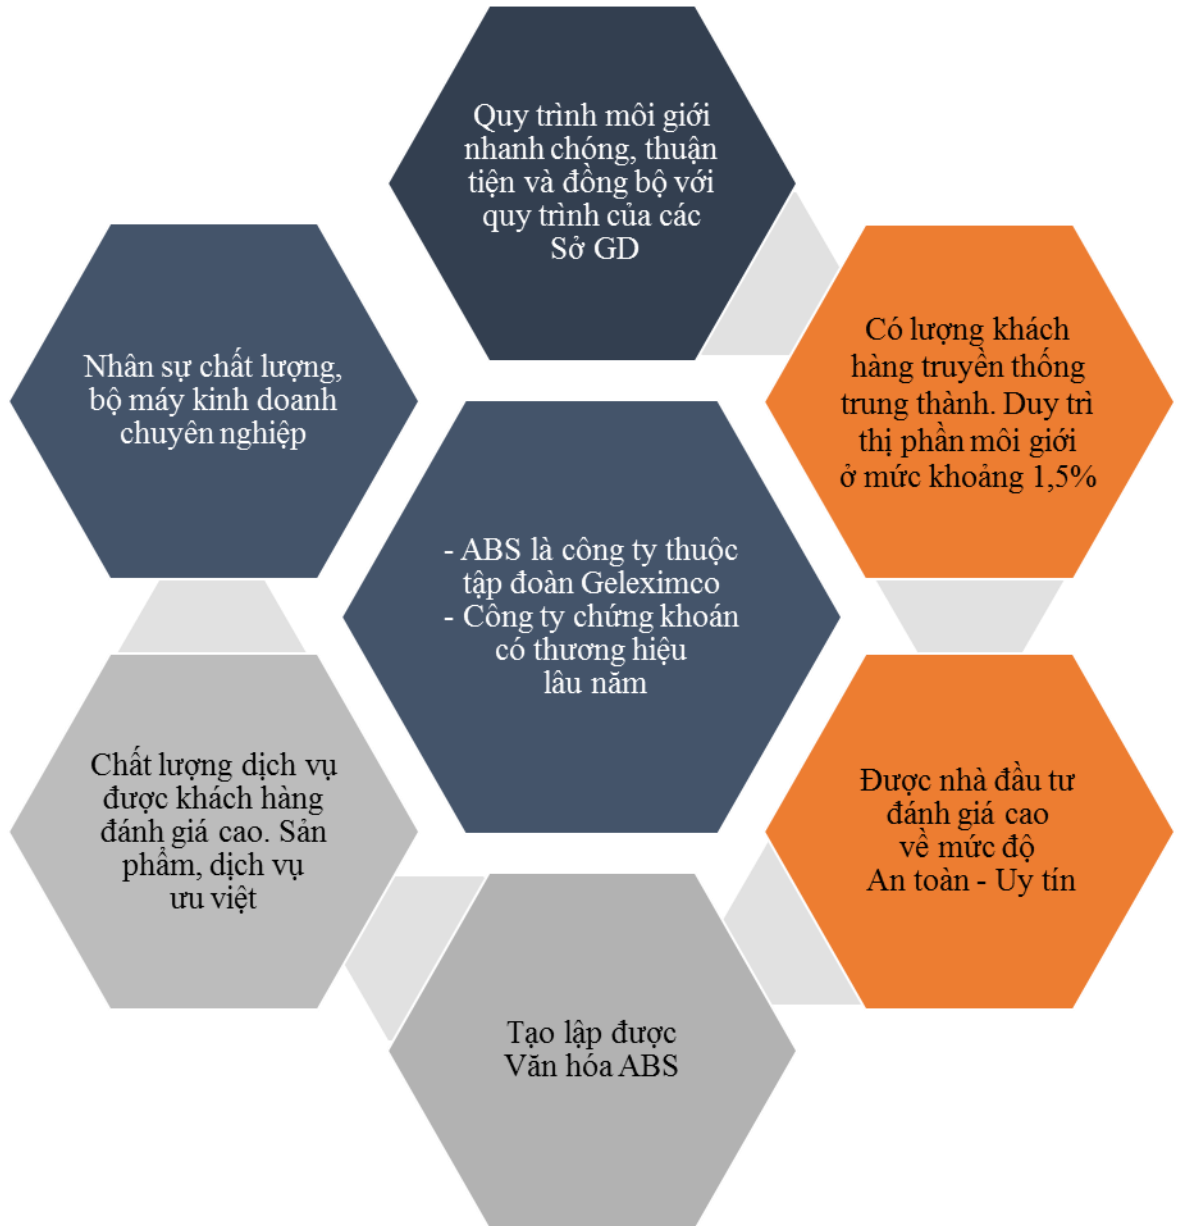 Quy trình môi giới
nhanh chóng, thuận
tiện và đồng bộ với
quy trình của các
Sở GD
Có lượng khách
hàng truyền thống
trung thành. Duy trì
thị phần môi giới
ở mức khoảng 1,5%
Được nhà đầu tư
đánh giá cao
về mức độ
An toàn - Uy tín
Tạo lập được
Văn hóa ABS
Chất lượng dịch vụ
được khách hàng
đánh giá cao. Sản
phẩm, dịch vụ
ưu việt
Nhân sự chất lượng,
bộ máy kinh doanh
chuyên nghiệp
- ABS là công ty thuộc
tập đoàn Geleximco
- Công ty chứng khoán
có thương hiệu
lâu năm